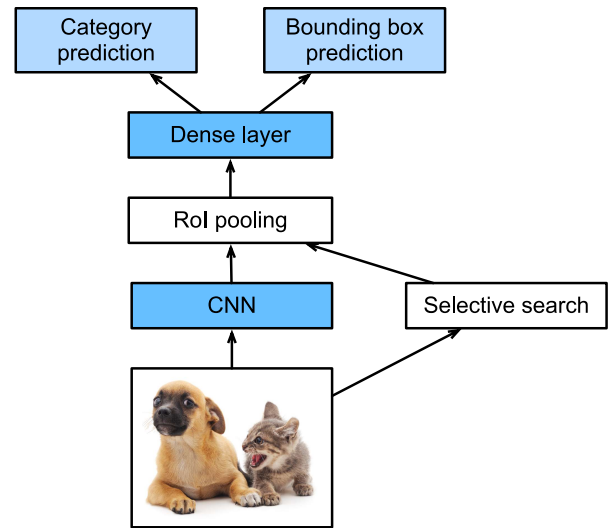 Category
prediction
Bounding box
prediction
Dense layer
RoI pooling
CNN
Selective search